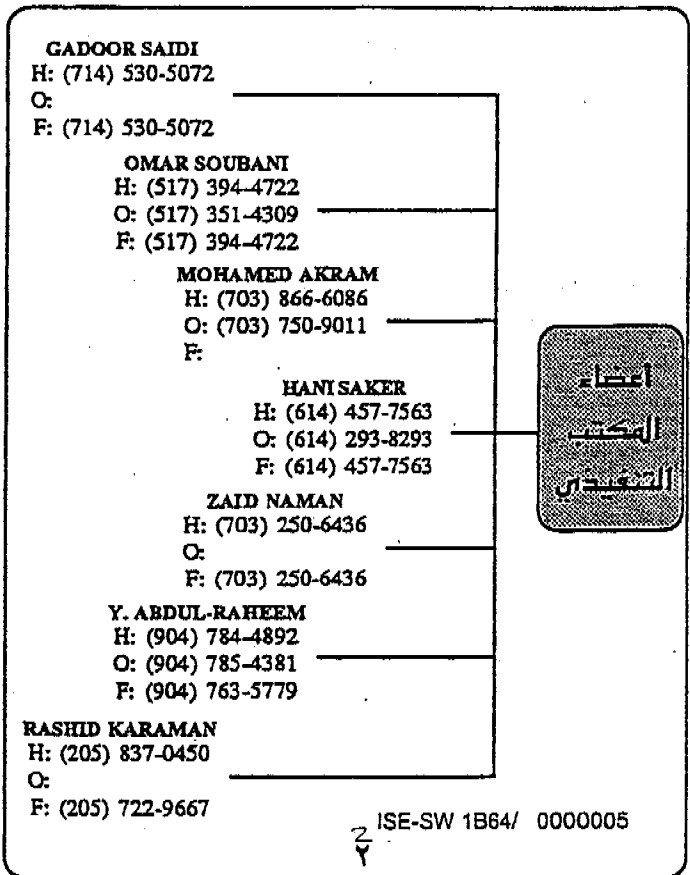 GADOOR SAIDI
H: (714) 530-5072
O:
F: (714) 530-5072
OMAR SOUBANI
H: (517) 394-4722
O: (517) 351-4309
F: (517) 394-4722
MOHAMED AKRAM
H: (703) 866-6086
O: (703) 750-9011
F:
HANI SAKER
H: (614) 457-7563
O: (614) 293-8293
F: (614) 457-7563
ZAID NAMAN
H: (703) 250-6436
O:
F: (703) 250-6436
Y. ABDUL-RAHEEM
H: (904) 784-4892
O: (904) 785-4381
F: (904) 763-5779
RASHID KARAMAN
H: (205) 837-0450
O:
F: (205) 722-9667
أعضاء
المكتب
التنفيذي
ISE-SW 1B64/ 0000005
2
٢